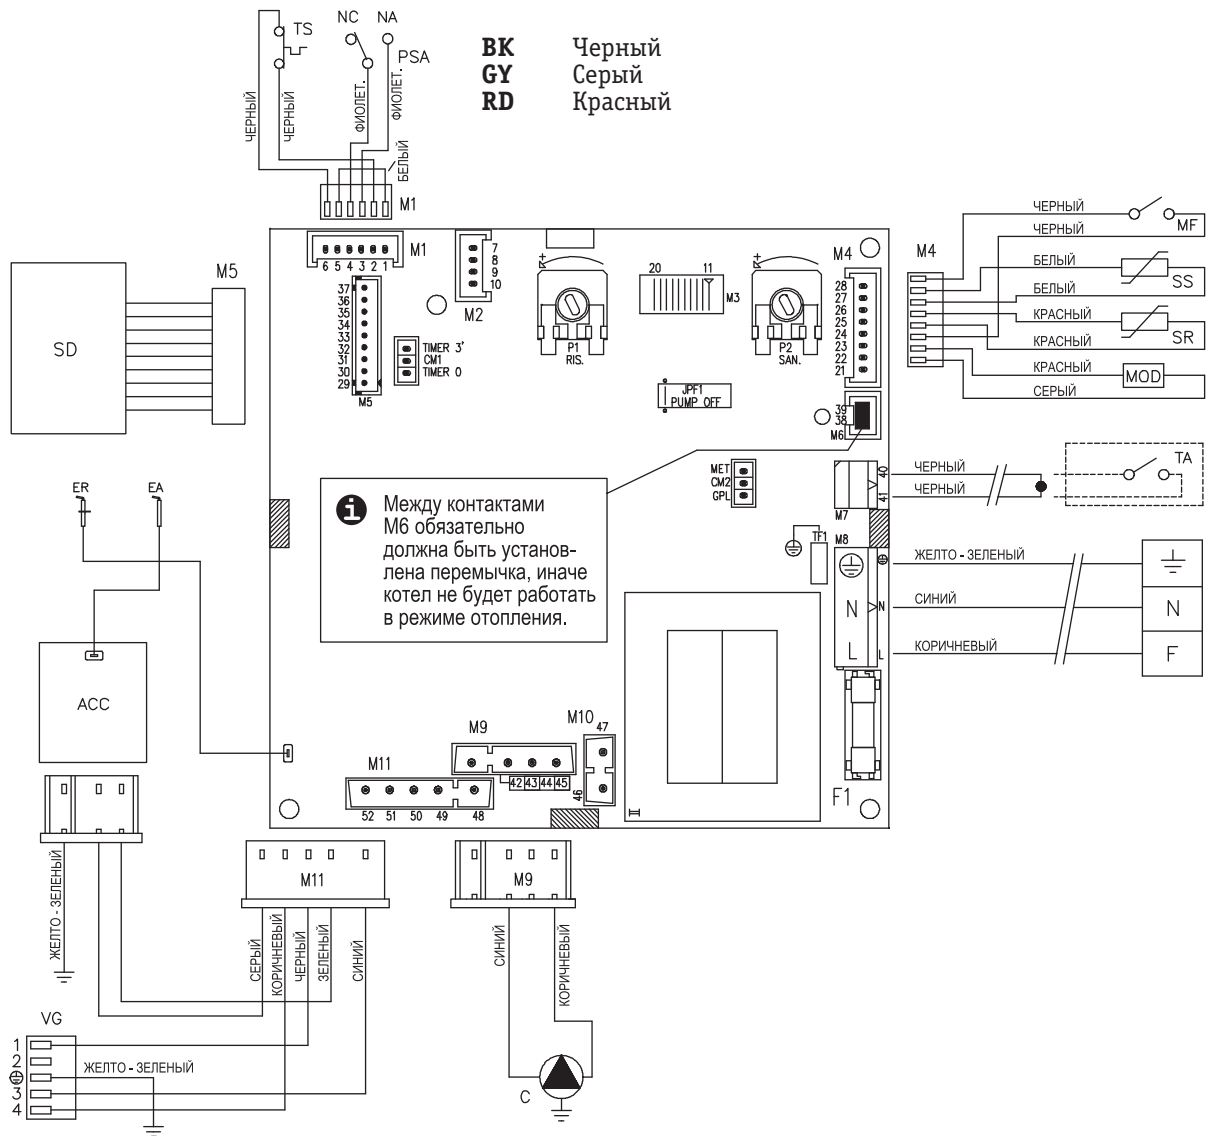 TS
NC NA
PSA
BK Черный
GY Серый
RD Красный
ЧЕРНЫЙ
ЧЕРНЫЙ
ФИОЛЕТ.
ФИОЛЕТ.
БЕЛЫЙ
M1
M1
6 5 4 3 2 1
7
8
9
10
M2
37
36
35
34
33
32
31
30
29
M5
TIMER 3'
CM1
TIMER 0
P1
RIS.
20 11
M3
P2
SAN.
JPF1
PUMP OFF
M4
28
27
26
25
24
23
22
21
39
38
M6
M4
ЧЕРНЫЙ
ЧЕРНЫЙ
MF
БЕЛЫЙ
БЕЛЫЙ
SS
КРАСНЫЙ
КРАСНЫЙ
SR
КРАСНЫЙ
MOD
СЕРЫЙ
SD
M5
ER EA
ACC
i Между контактами
М6 обязательно
должна быть установ-
лена перемычка, иначе
котел не будет работать
в режиме отопления.
MET
CM2
GPL
40
41
M7
ЧЕРНЫЙ
ЧЕРНЫЙ
TA
TF1
M8
N
L
N
L
ЖЕЛТО - ЗЕЛЕНЫЙ
СИНИЙ
КОРИЧНЕВЫЙ
N
F
F1
M9
42 43 44 45
M10
47
46
M11
52 51 50 49 48
M11
M9
ЖЕЛТО - ЗЕЛЕНЫЙ
СЕРЫЙ
КОРИЧНЕВЫЙ
ЧЕРНЫЙ
ЗЕЛЕНЫЙ
СИНИЙ
СИНИЙ
КОРИЧНЕВЫЙ
VG
1
2
3
4
ЖЕЛТО - ЗЕЛЕНЫЙ
C